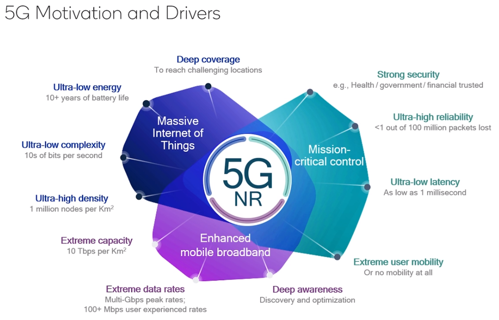 5G Motivation and Drivers
Deep coverage
To reach challenging locations
Ultra-low energy
10+ years of battery life
Ultra-low complexity
10s of bits per second
Ultra-high density
1 million nodes per Km²
Extreme capacity
10 Tbps per Km²
Extreme data rates
Multi-Gbps peak rates;
100+ Mbps user experienced rates
Deep awareness
Discovery and optimization
Strong security
e.g., Health / government / financial trusted
Ultra-high reliability
<1 out of 100 million packets lost
Ultra-low latency
As low as 1 millisecond
Extreme user mobility
Or no mobility at all
Massive
Internet of
Things
Mission-
critical control
Enhanced
mobile broadband
5G
NR